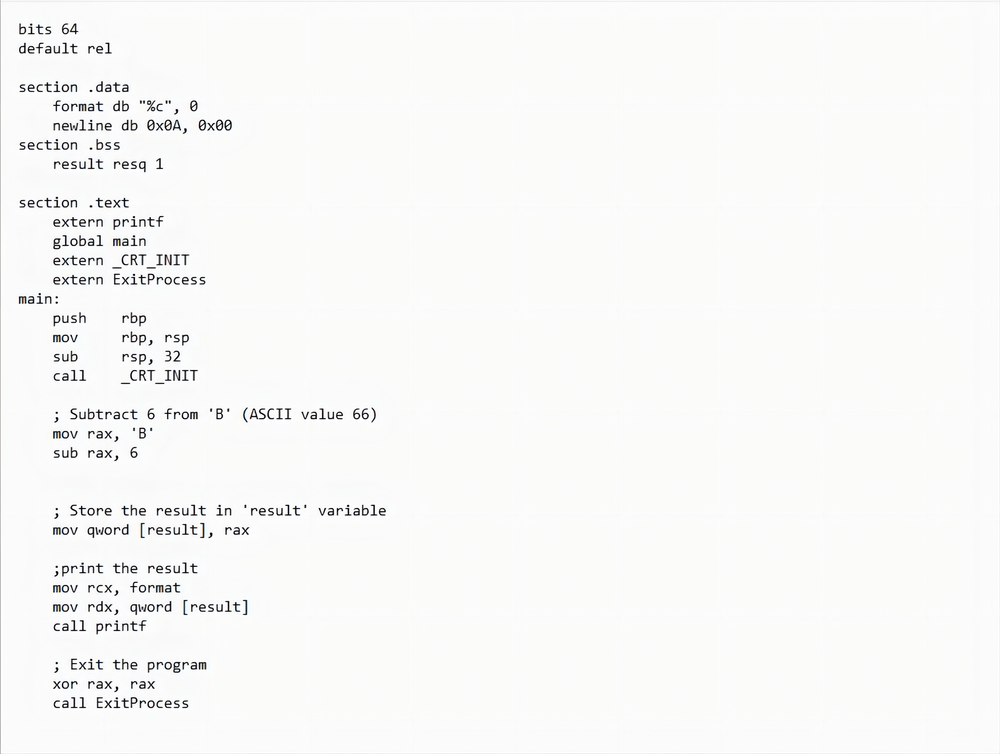 bits 64
default rel
section .data
format db "%c", 0
newline db 0x0A, 0x00
section .bss
result resq 1
section .text
extern printf
global main
extern _CRT_INIT
extern ExitProcess
main:
push    rbp
mov     rbp, rsp
sub     rsp, 32
call    _CRT_INIT
; Subtract 6 from 'B' (ASCII value 66)
mov rax, 'B'
sub rax, 6
; Store the result in 'result' variable
mov qword [result], rax
;print the result
mov rcx, format
mov rdx, qword [result]
call printf
; Exit the program
xor rax, rax
call ExitProcess